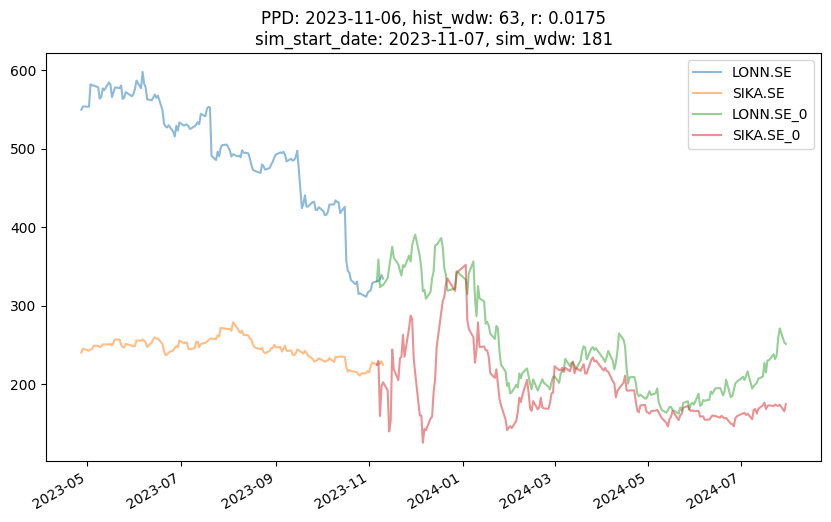 PPD: 2023-11-06, hist_wdw: 63, r: 0.0175
sim_start_date: 2023-11-07, sim_wdw: 181
LONN.SE
SIKA.SE
LONN.SE_0
SIKA.SE_0
600
500
400
300
200
2023-05
2023-07
2023-09
2023-11
2024-01
2024-03
2024-05
2024-07